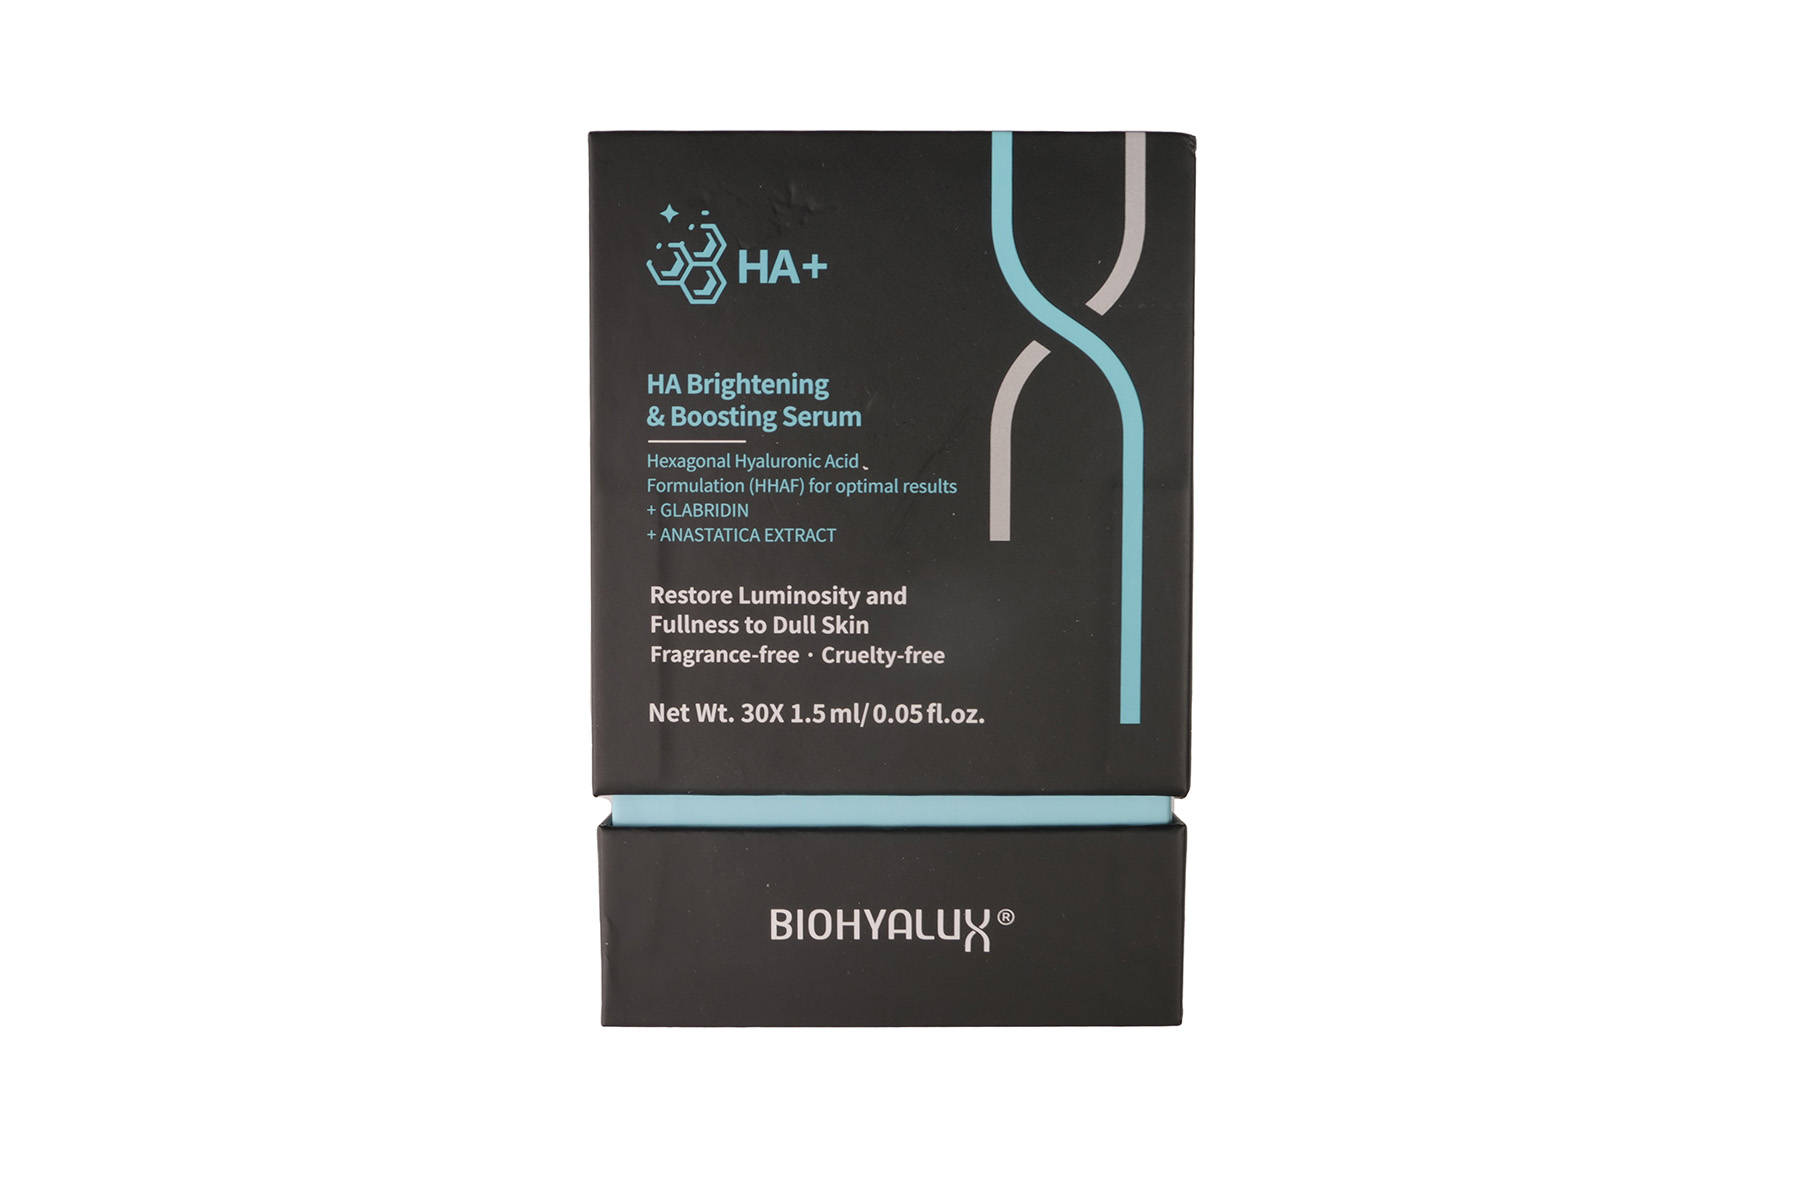 HA+
HA Brightening
& Boosting Serum
Hexagonal Hyaluronic Acid
Formulation (HHAF) for optimal results
+ GLABRIDIN
+ ANASTATICA EXTRACT
Restore Luminosity and
Fullness to Dull Skin
Fragrance-free · Cruelty-free
Net Wt. 30X 1.5 ml/ 0.05 fl.oz.
BIOHYALUX®